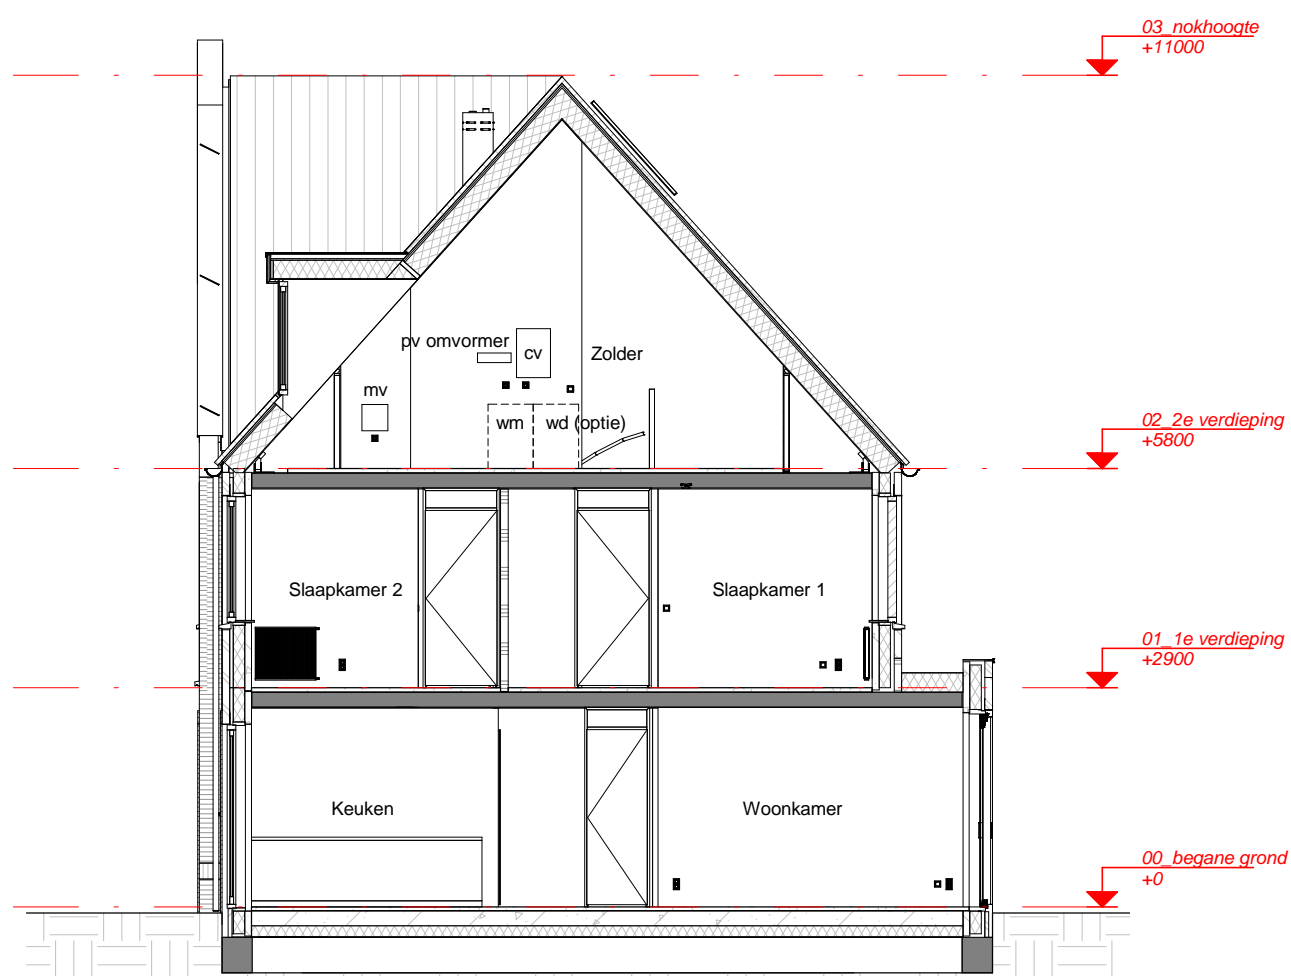 03_nokhoogte
+11000
pv omvormer
cv
Zolder
mv
wm
wd (optie)
02_2e verdieping
+5800
Slaapkamer 2
Slaapkamer 1
01_1e verdieping
+2900
Keuken
Woonkamer
00_begane grond
+0